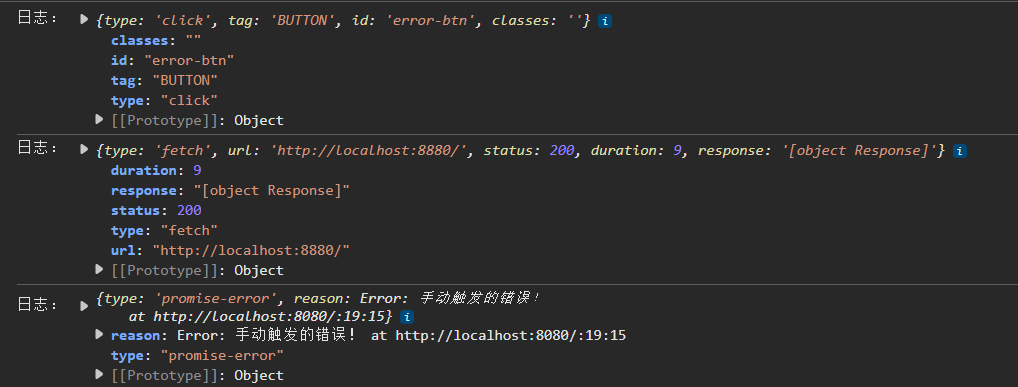 日志： ▶ {type: 'click', tag: 'BUTTON', id: 'error-btn', classes: ''} i
classes: ""
id: "error-btn"
tag: "BUTTON"
type: "click"
▶ [[Prototype]]: Object
日志： ▶ {type: 'fetch', url: 'http://localhost:8880/', status: 200, duration: 9, response: '[object Response]'} i
duration: 9
response: "[object Response]"
status: 200
type: "fetch"
url: "http://localhost:8880/"
▶ [[Prototype]]: Object
日志： ▶ {type: 'promise-error', reason: Error: 手动触发的错误！
at http://localhost:8080/:19:15} i
▶ reason: Error: 手动触发的错误！ at http://localhost:8080/:19:15
type: "promise-error"
▶ [[Prototype]]: Object